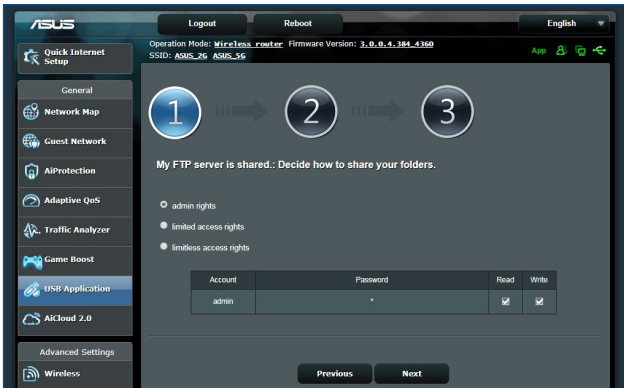 ASUS
Logout
Reboot
English
Quick Internet
Setup
Operation Mode: Wireless router Firmware Version: 3.0.0.4.384_4360
SSID: ASUS_2G ASUS_5G
App
General
Network Map
Guest Network
AiProtection
Adaptive QoS
Traffic Analyzer
Game Boost
USB Application
AiCloud 2.0
Advanced Settings
Wireless
1
2
3
My FTP server is shared.: Decide how to share your folders.
admin rights
limited access rights
limitless access rights
Account Password Read Write
admin *
Previous Next